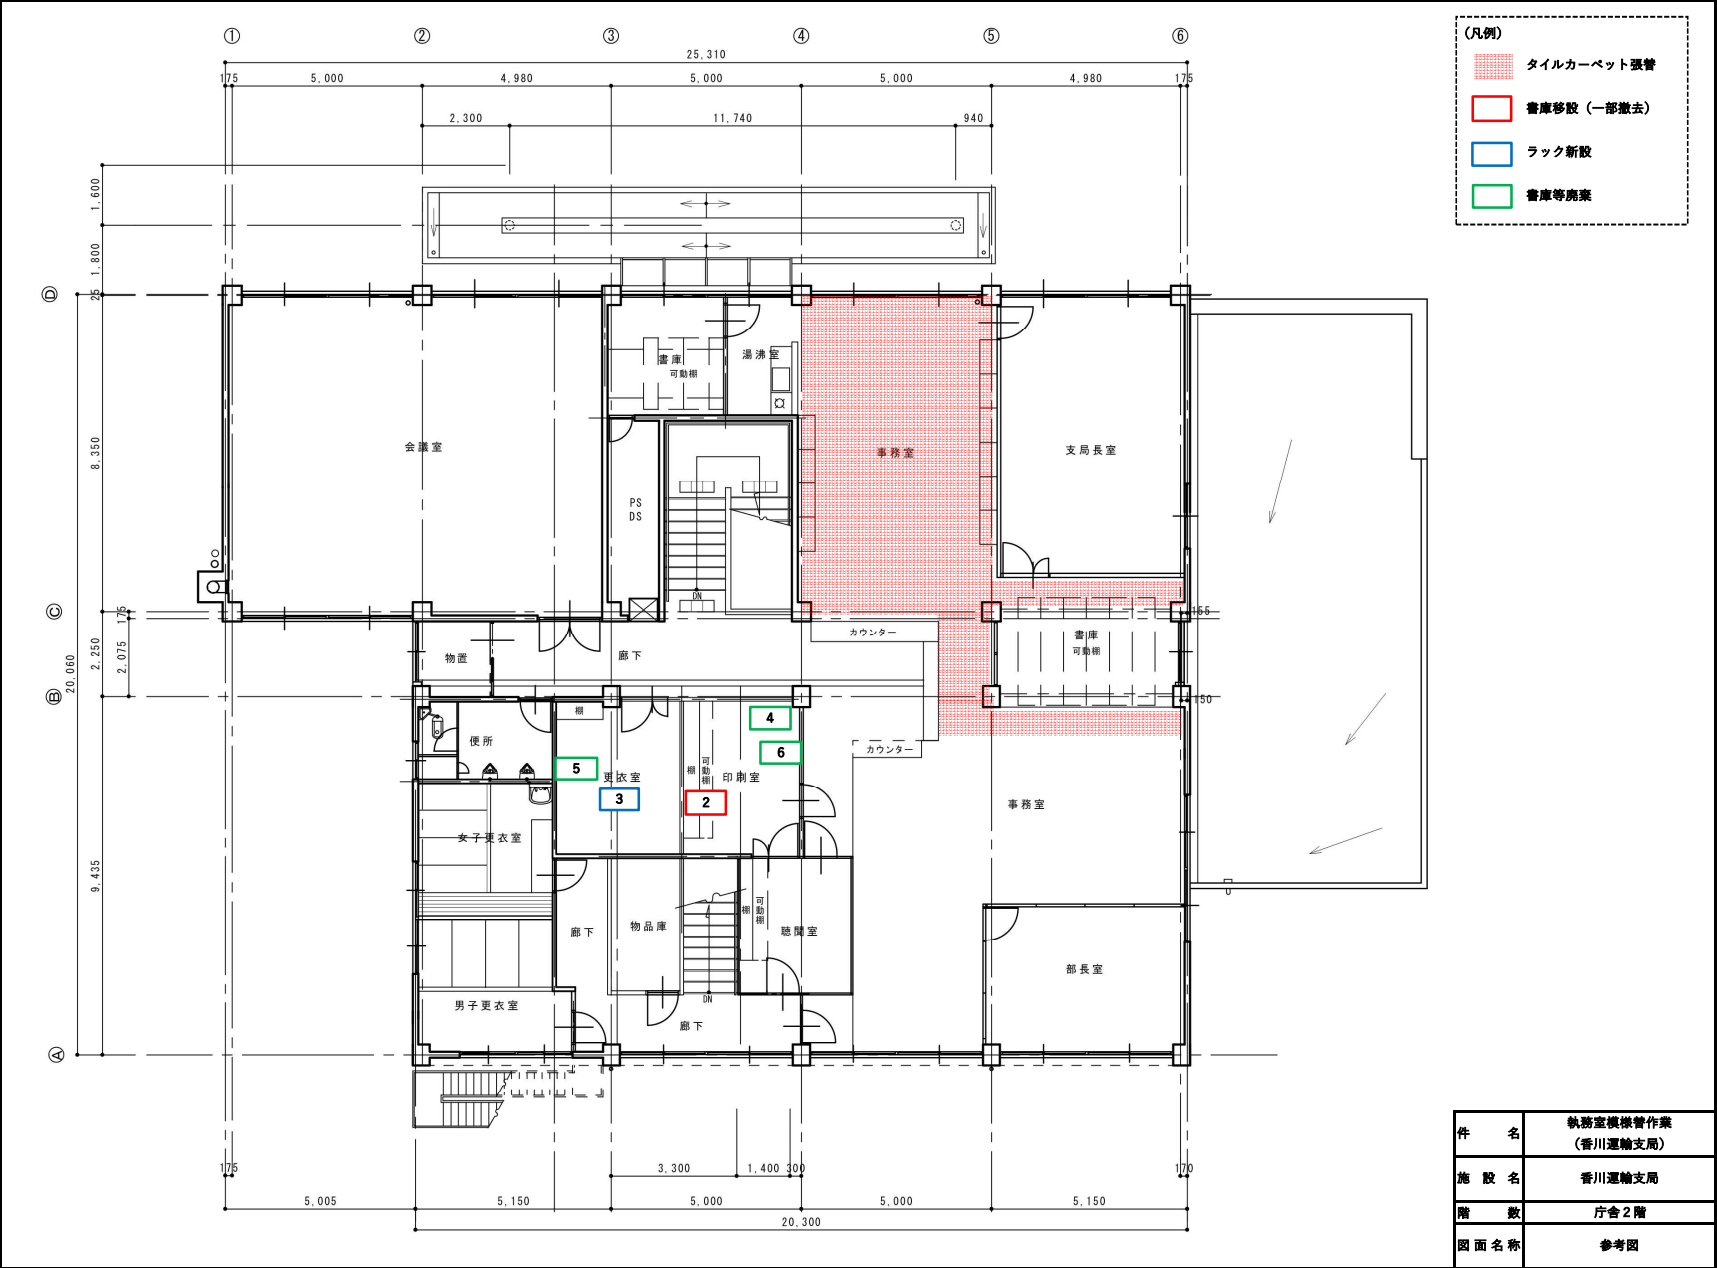 ① ② ③ ④ ⑤ ⑥
25,310
175 5,000 4,980 5,000 5,000 4,980 175
2,300 11,740 940
(凡例)
タイルカーペット張替
書庫移設（一部撤去）
ラック新設
書庫等廃棄
1,600
1,800
25
Ⓓ
8,350
書庫
可動棚
湯沸室
会議室
事務室
支局長室
PS
DS
DN
Ⓒ
175
2,250
2,075
20,060
155
カウンター
物置
廊下
書庫
可動棚
Ⓑ
150
棚
4
便所
カウンター
6
5
更衣室
棚
可動棚
印刷室
3
2
事務室
女子更衣室
9,435
廊下
物品庫
棚
可動棚
聴聞室
部長室
男子更衣室
DN
廊下
Ⓐ
175 3,300 1,400 300 170
5,005 5,150 5,000 5,000 5,150
20,300
件名 執務室模様替作業
（香川運輸支局）
施設名 香川運輸支局
階数 庁舎２階
図面名称 参考図